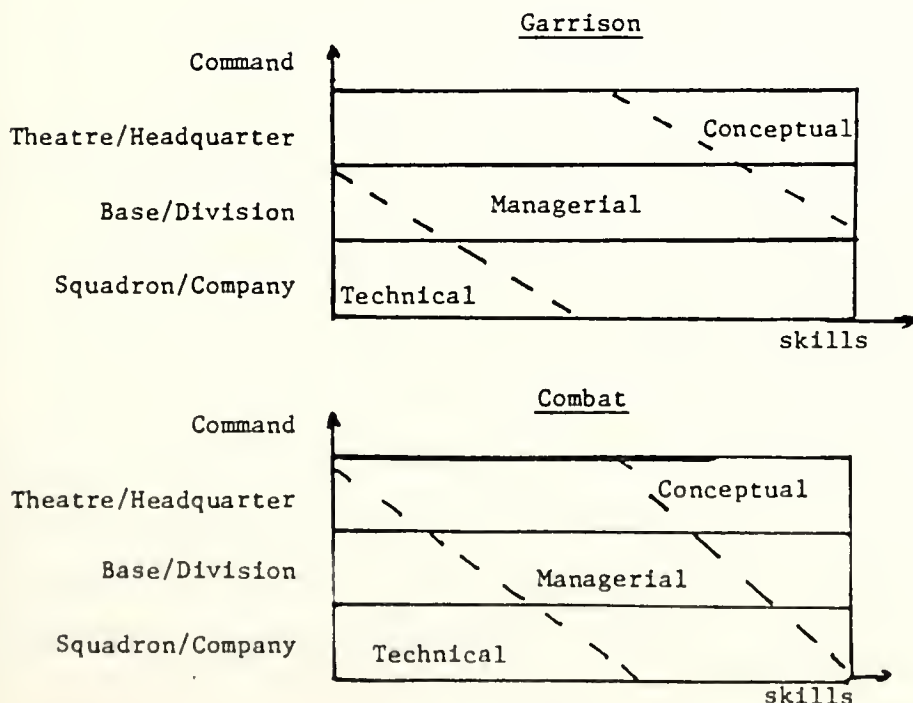 Garrison
Command
Theatre/Headquarter
Conceptual
Base/Division
Managerial
Squadron/Company
Technical
skills
Combat
Command
Theatre/Headquarter
Conceptual
Base/Division
Managerial
Squadron/Company
Technical
skills